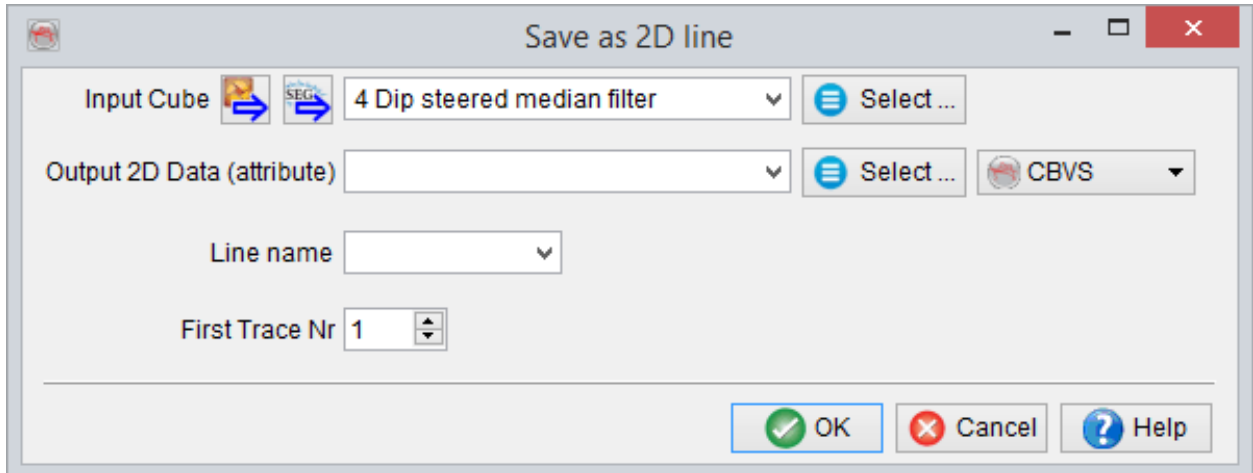 Save as 2D line
Input Cube SEG 4 Dip steered median filter Select ...
Output 2D Data (attribute) Select ... CBVS
Line name
First Trace Nr 1
OK Cancel Help